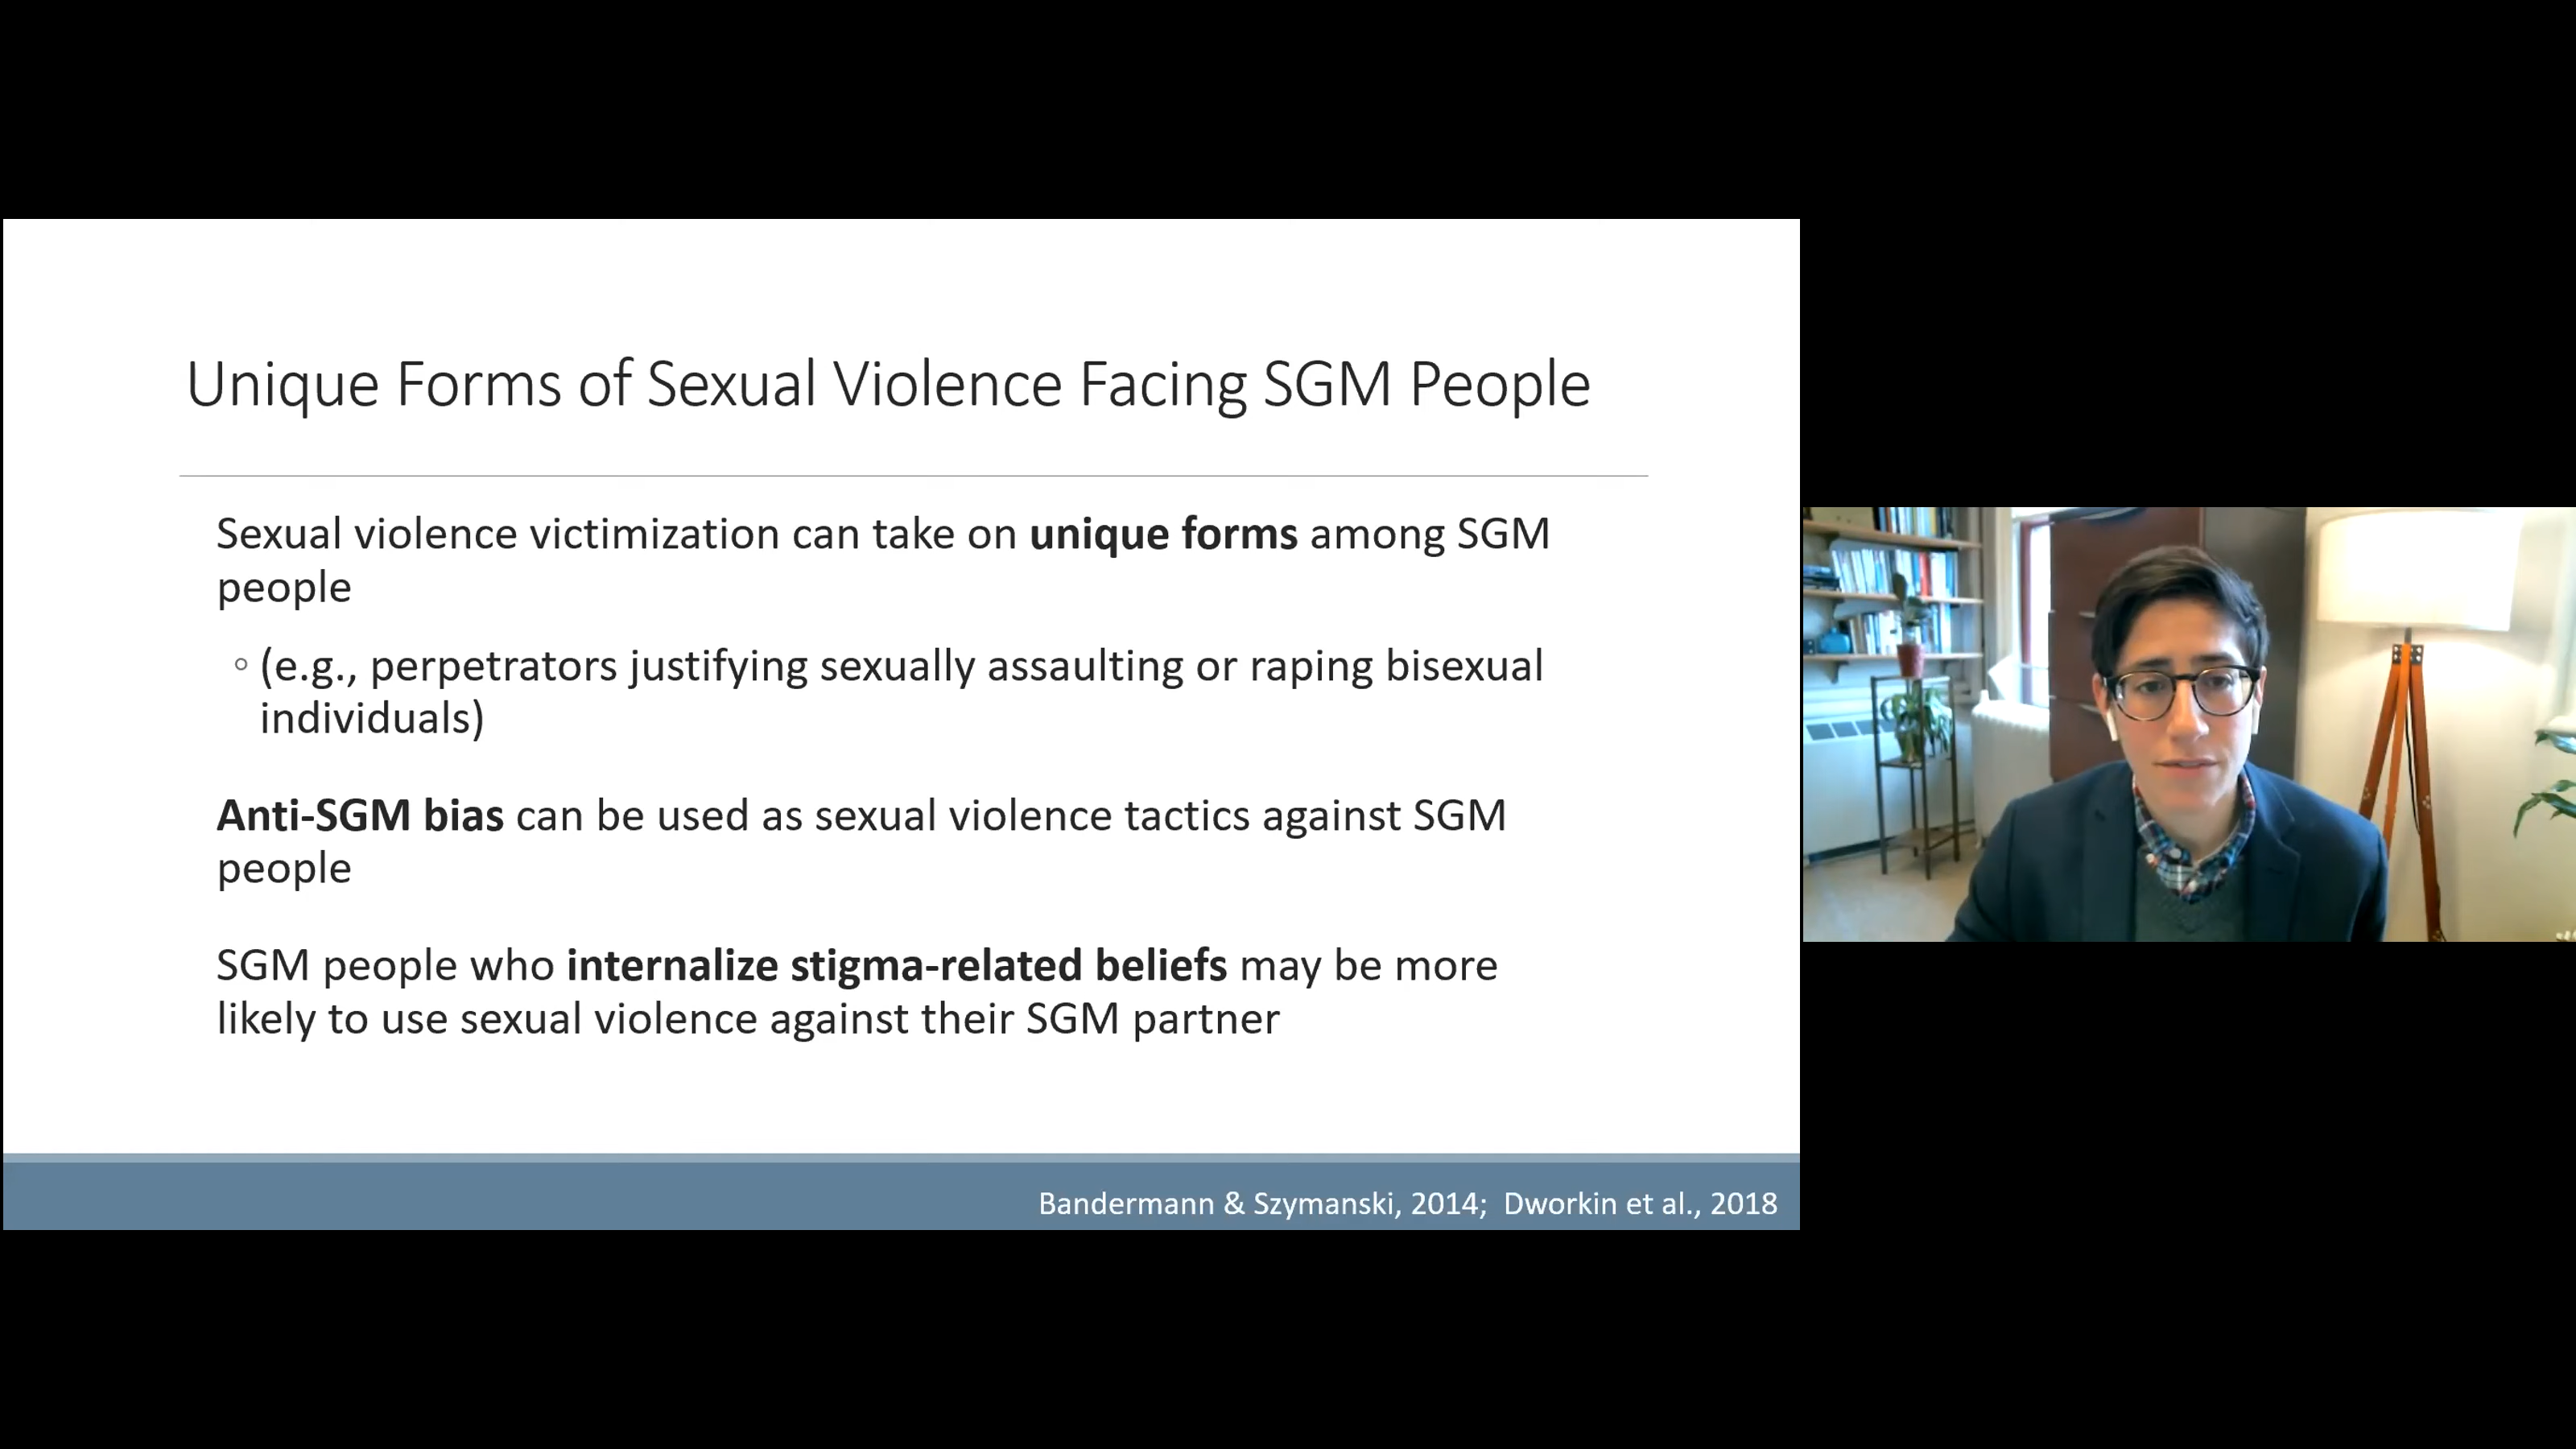 Unique Forms of Sexual Violence Facing SGM People
Sexual violence victimization can take on unique forms among SGM
people
◦ (e.g., perpetrators justifying sexually assaulting or raping bisexual
individuals)
Anti-SGM bias can be used as sexual violence tactics against SGM
people
SGM people who internalize stigma-related beliefs may be more
likely to use sexual violence against their SGM partner
Bandermann & Szymanski, 2014;  Dworkin et al., 2018